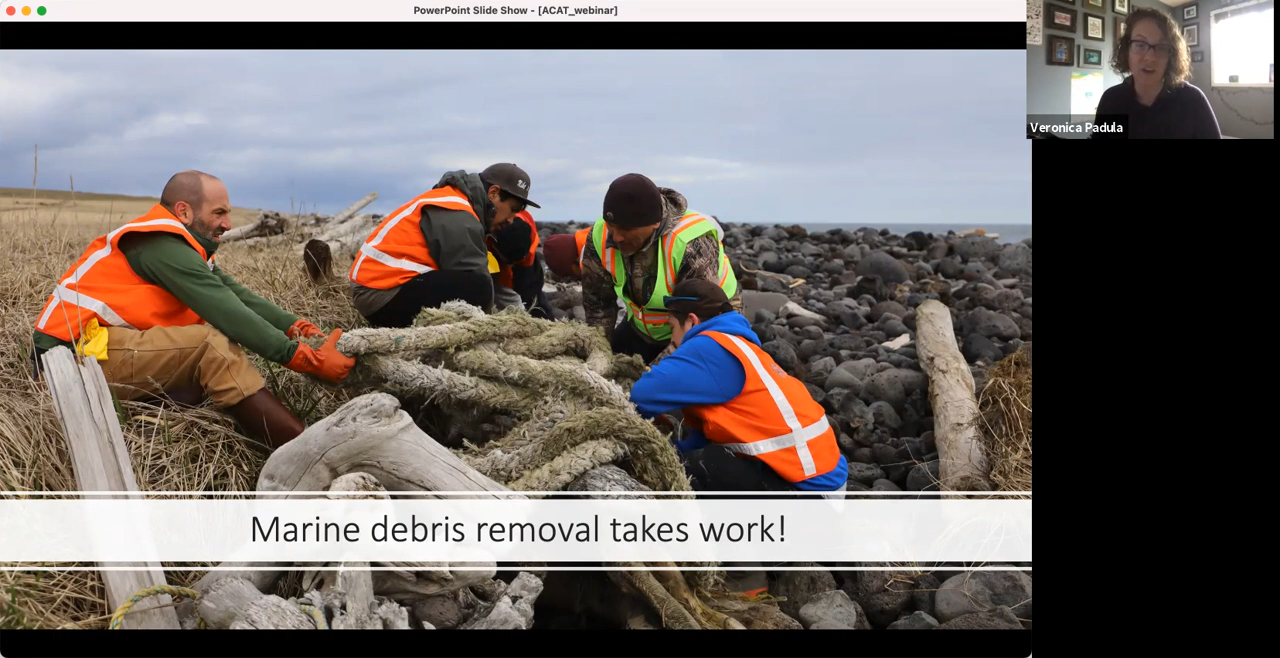 PowerPoint Slide Show - [ACAT_webinar]
Veronica Padula
Marine debris removal takes work!